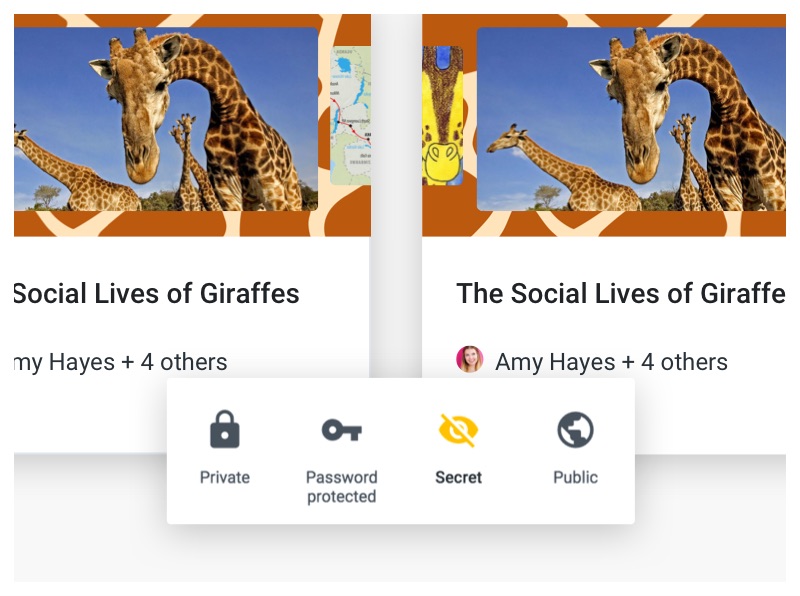 Social Lives of Giraffes
my Hayes + 4 others
The Social Lives of Giraffe
Amy Hayes + 4 others
Private
Password
protected
Secret
Public